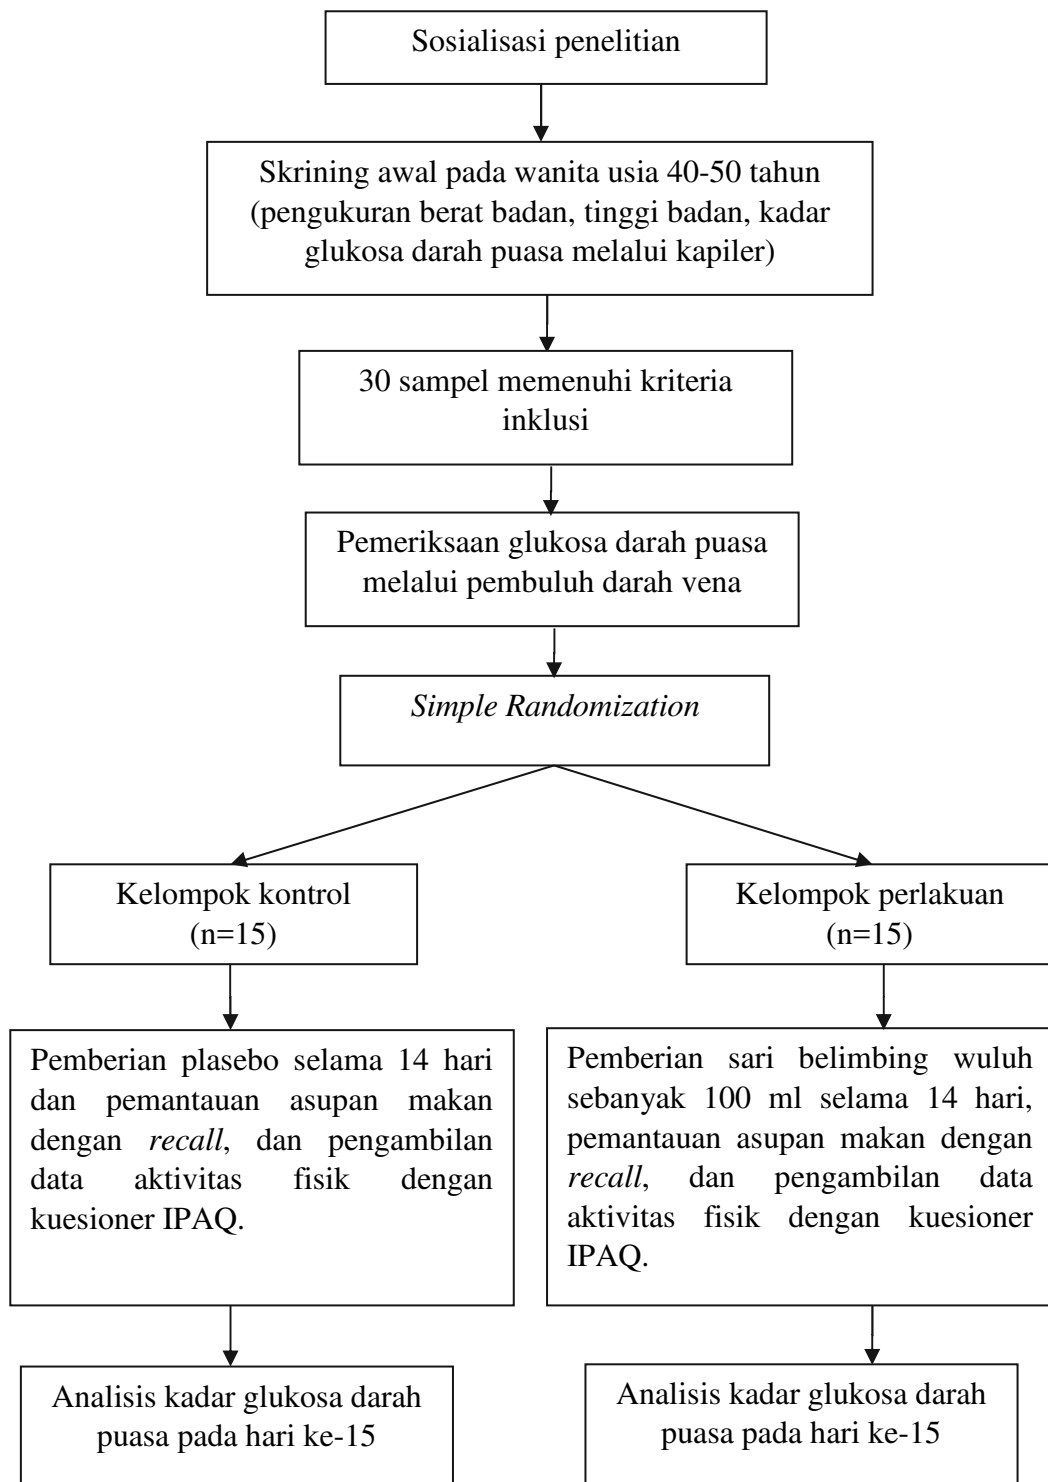 Sosialisasi penelitian
Skrining awal pada wanita usia 40-50 tahun
(pengukuran berat badan, tinggi badan, kadar
glukosa darah puasa melalui kapiler)
30 sampel memenuhi kriteria
inklusi
Pemeriksaan glukosa darah puasa
melalui pembuluh darah vena
Simple Randomization
Kelompok kontrol
(n=15)
Kelompok perlakuan
(n=15)
Pemberian plasebo selama 14 hari
dan pemantauan asupan makan
dengan recall, dan pengambilan
data aktivitas fisik dengan
kuesioner IPAQ.
Pemberian sari belimbing wuluh
sebanyak 100 ml selama 14 hari,
pemantauan asupan makan dengan
recall, dan pengambilan data
aktivitas fisik dengan kuesioner
IPAQ.
Analisis kadar glukosa darah
puasa pada hari ke-15
Analisis kadar glukosa darah
puasa pada hari ke-15